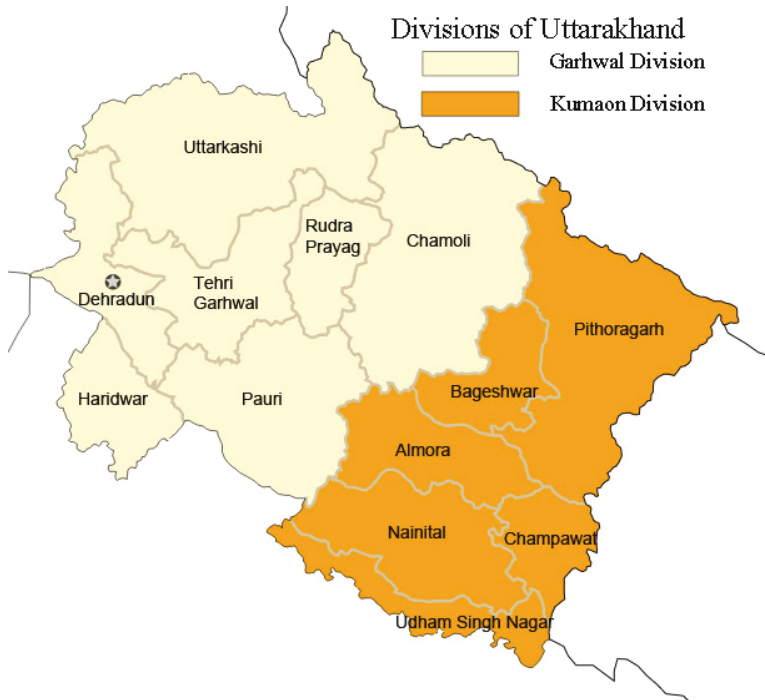 Divisions of Uttarakhand
Garhwal Division
Kumaon Division
Uttarkashi
Rudra
Prayag
Chamoli
Tehri
Garhwal
Dehradun
Pithoragarh
Haridwar
Pauri
Bageshwar
Almora
Nainital
Champawat
Udham Singh Nagar